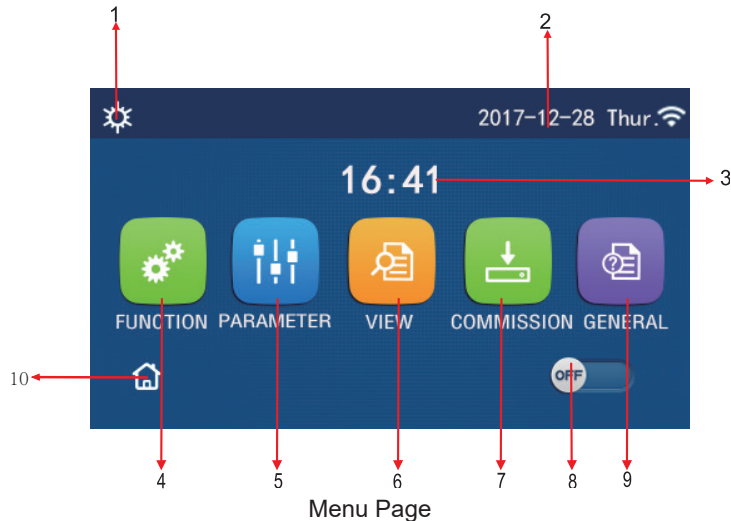 1
2
2017-12-28 Thur.
16:41
3
FUNCTION PARAMETER VIEW COMMISSION GENERAL
10
OFF
4 5 6 7 8 9
Menu Page